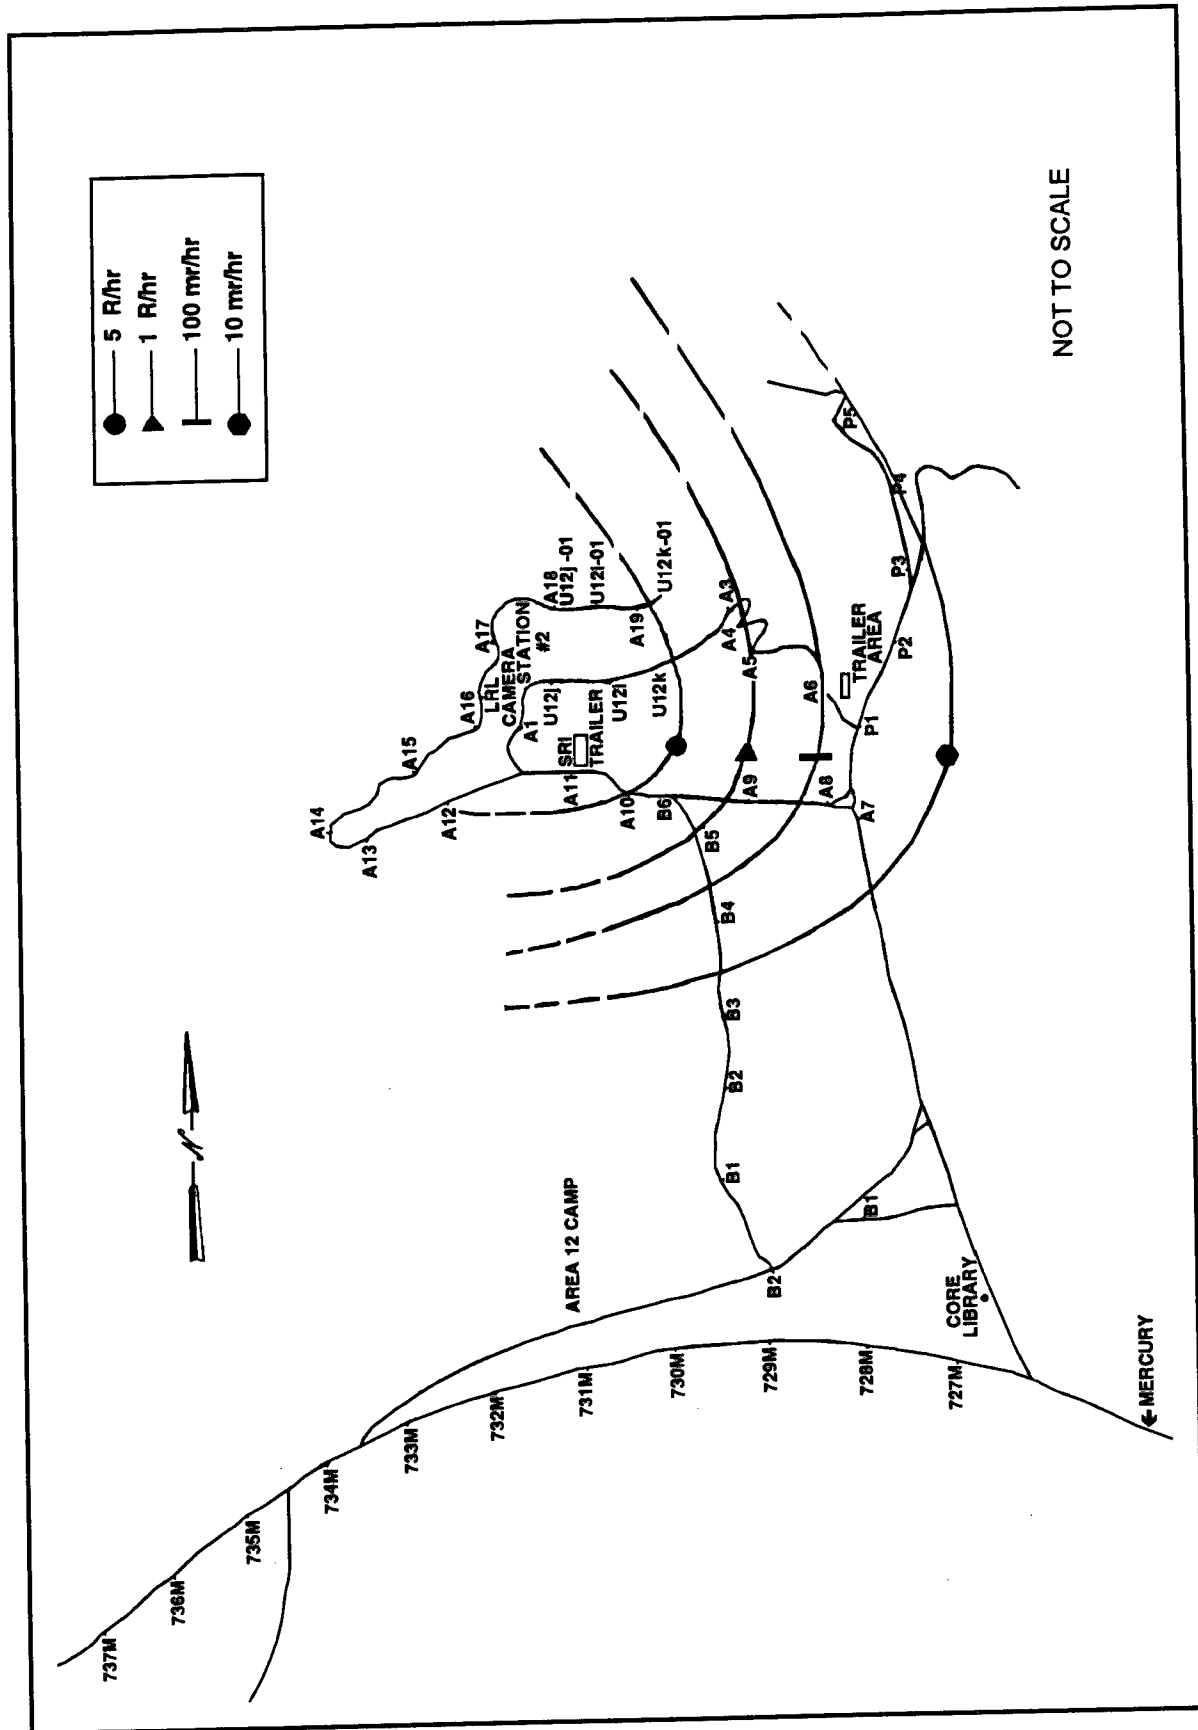 5 R/hr
1 R/hr
100 mr/hr
10 mr/hr
NOT TO SCALE
N
737M
736M
735M
734M
733M
732M
731M
730M
729M
728M
727M
← MERCURY
AREA 12 CAMP
CORE
LIBRARY
B2
B1
B1
B2
B3
B4
B5
B6
A14
A13
A15
A12
A16
A17
LRL
CAMERA
STATION
#2
A18
U12j-01
U12l-01
U12k-01
A19
A1
U12j
SRI
TRAILER
U12l
U12k
A11
A10
A3
A4
A5
A6
A9
A8
A7
TRAILER
AREA
P1
P2
P3
P4
P5